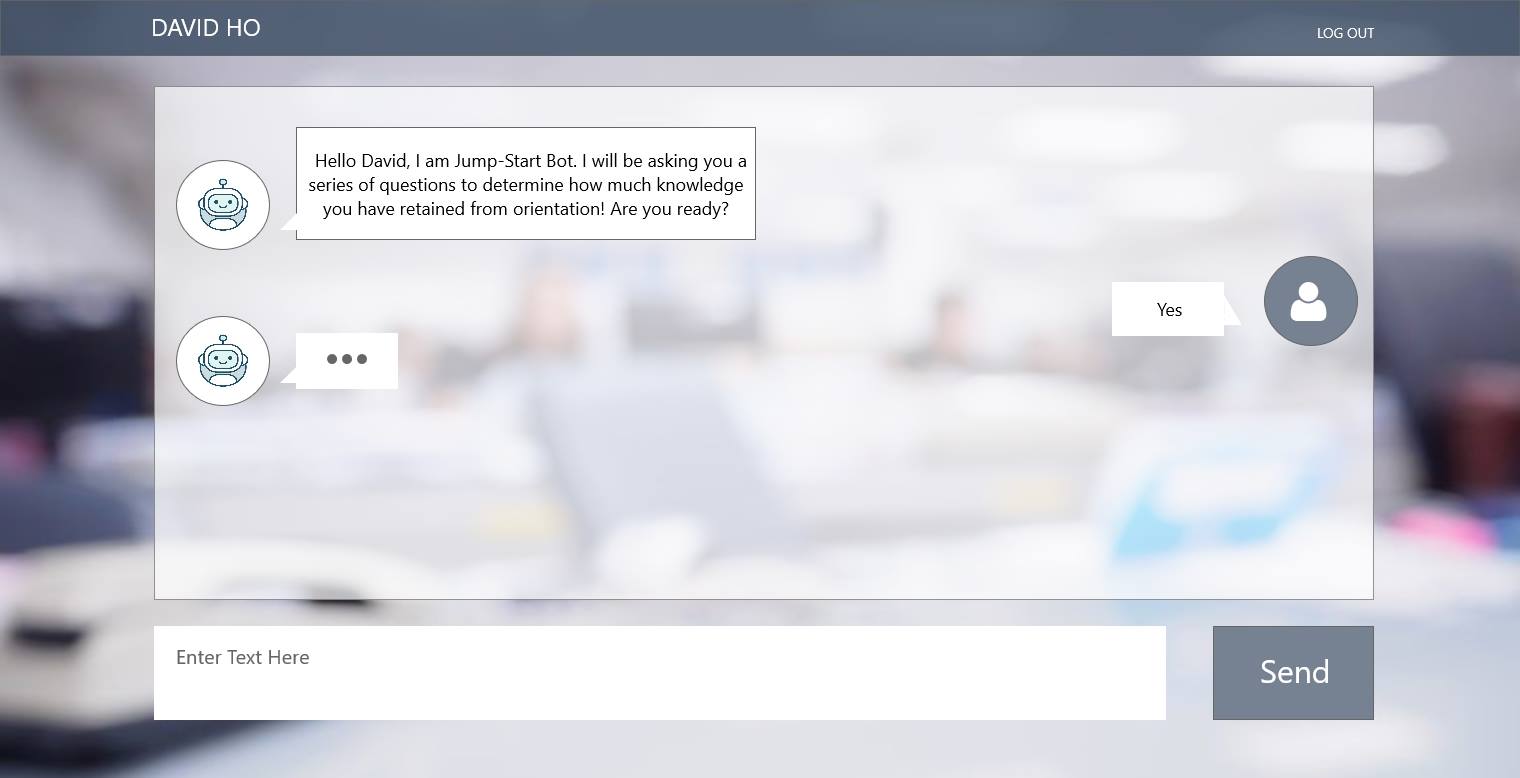 DAVID HO
LOG OUT
Hello David, I am Jump-Start Bot. I will be asking you a
series of questions to determine how much knowledge
you have retained from orientation! Are you ready?
Yes
Enter Text Here
Send